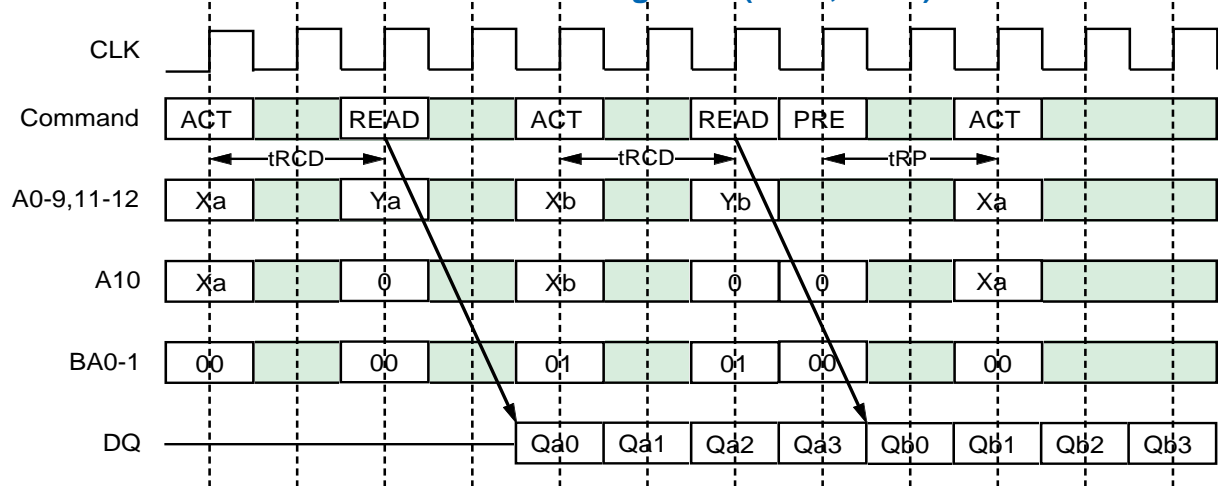 CLK
Command ACT READ ACT READ PRE ACT
tRCD tRCD tRP
A0-9,11-12 Xa Ya Xb Yb Xa
A10 Xa 0 Xb 0 0 Xa
BA0-1 00 00 01 01 00 00
DQ Qa0 Qa1 Qa2 Qa3 Qb0 Qb1 Qb2 Qb3